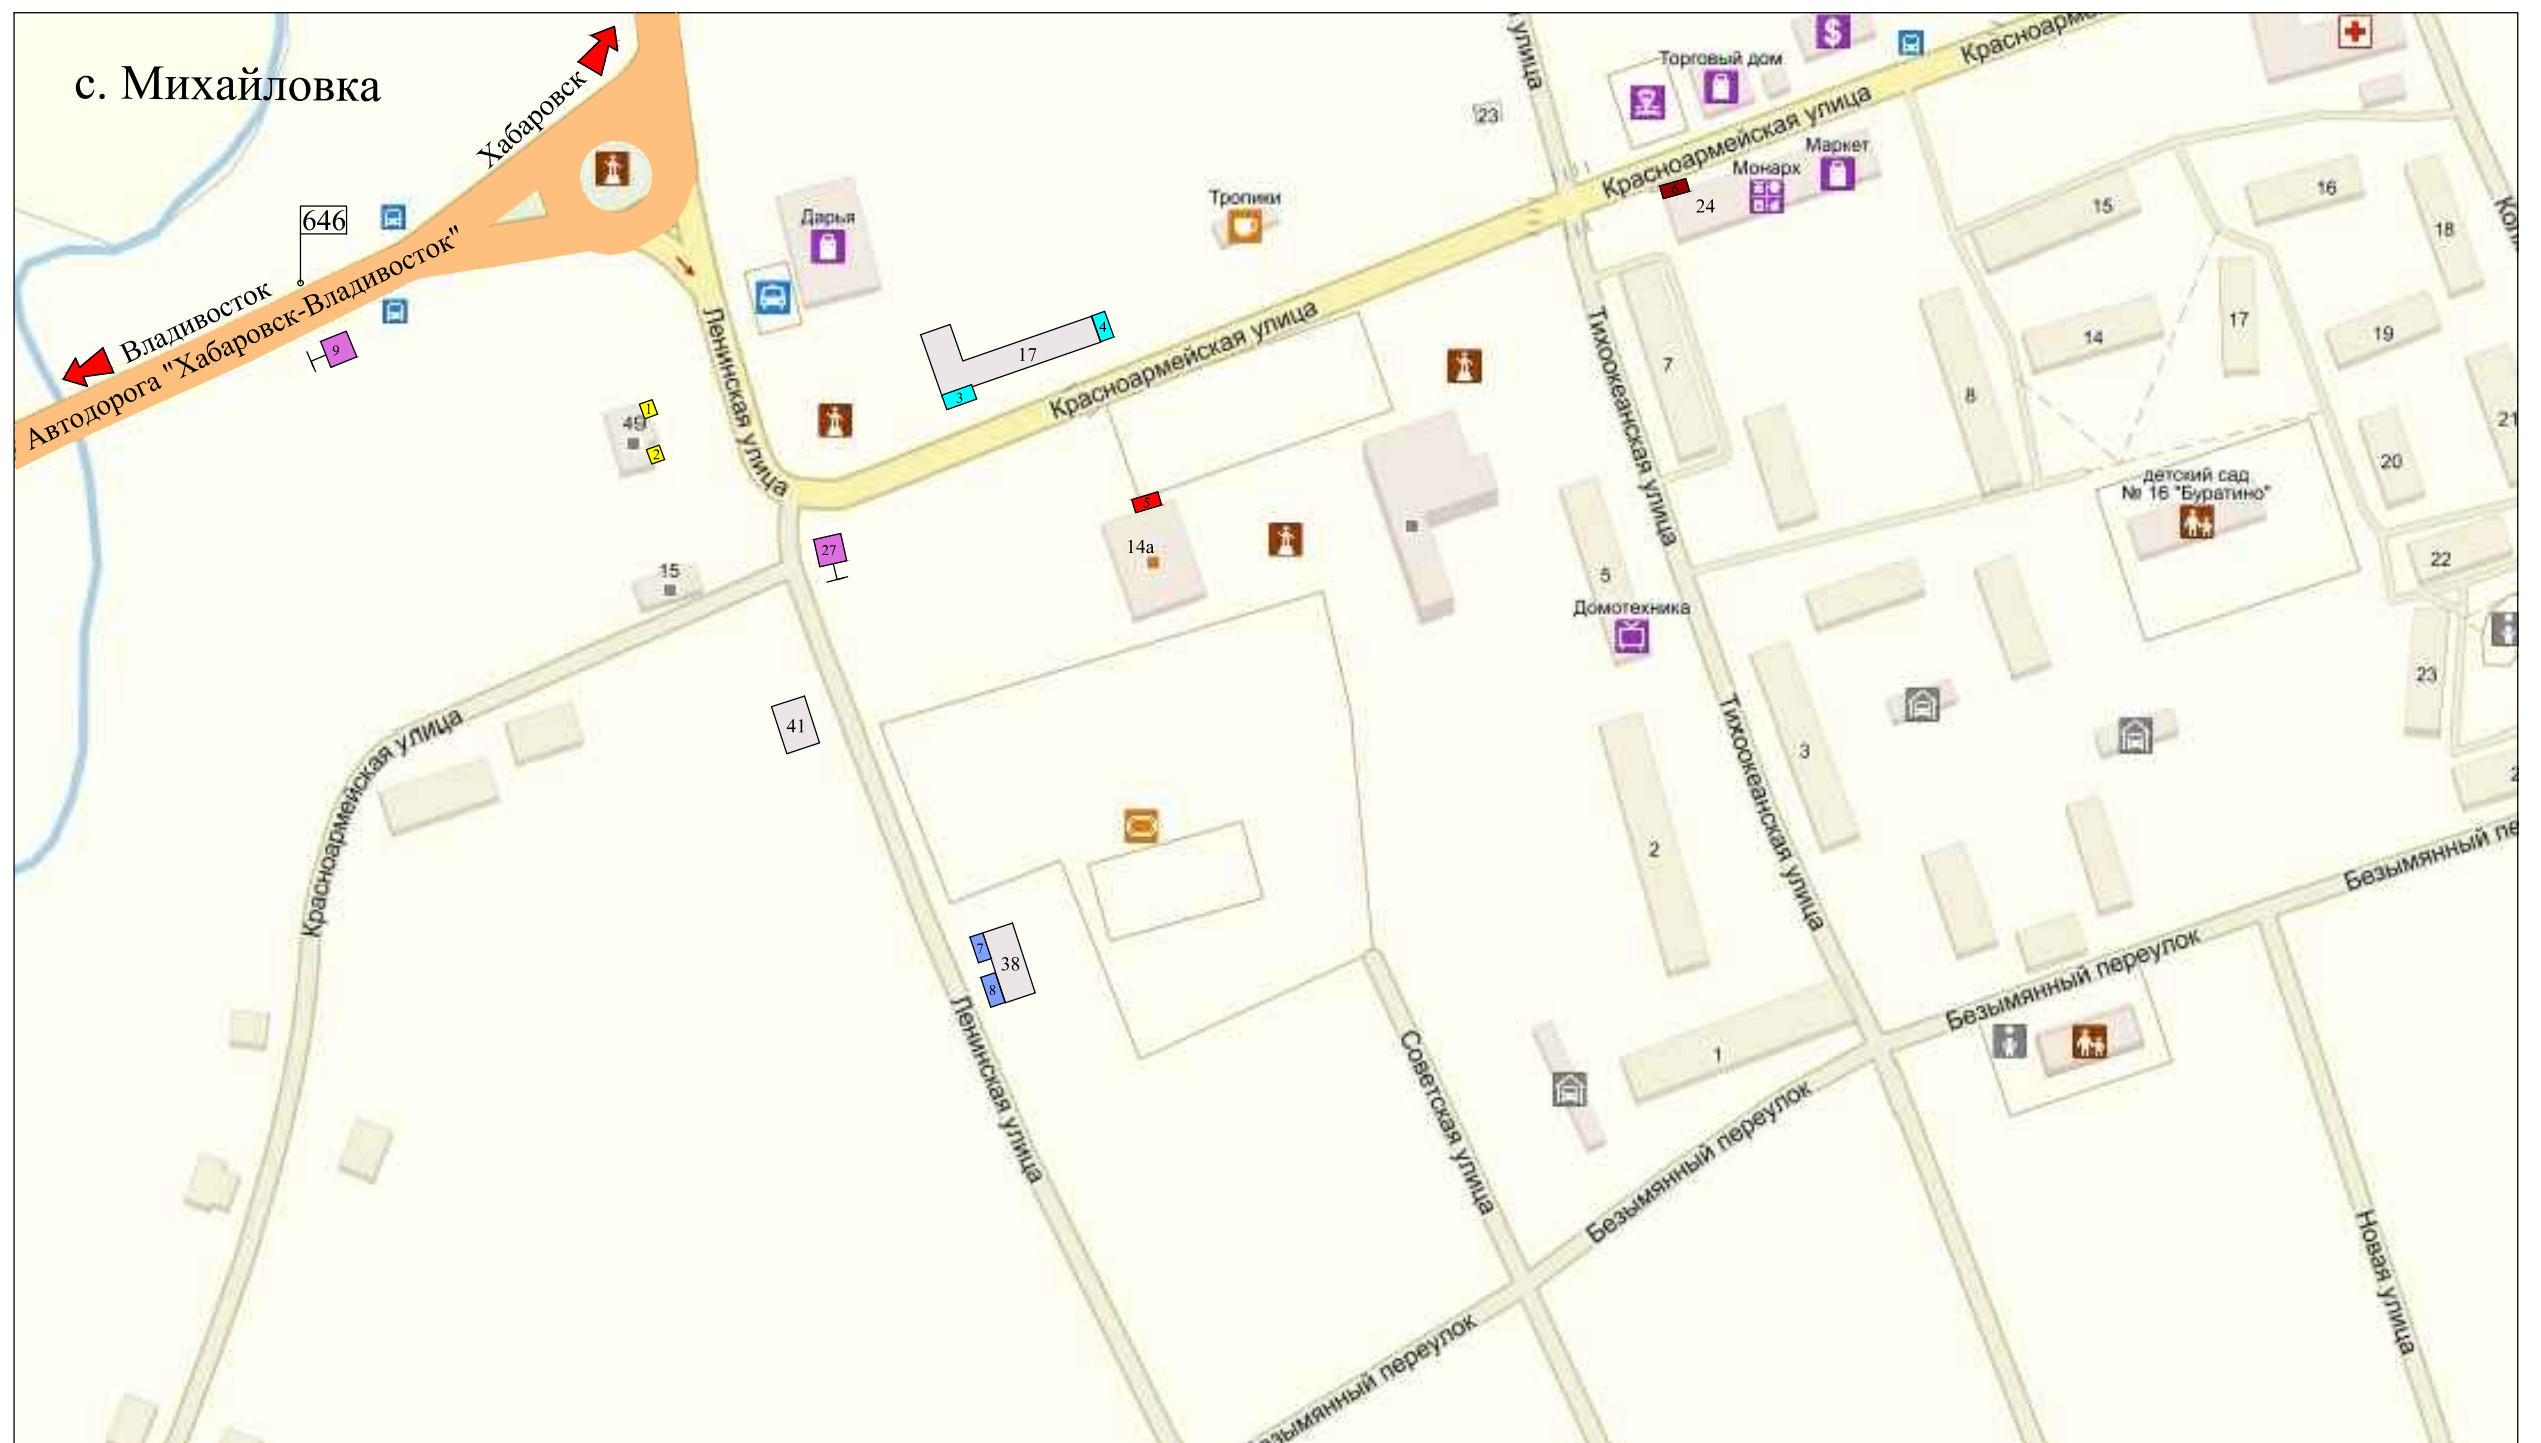 с. Михайловка
Хабаровск
646
Владивосток
Автодорога "Хабаровск-Владивосток"
9
Дарья
Тропики
Торговый дом
23
улица
Красноармейская улица
Маркет
Монарх
6
24
Ленинская улица
17
4
3
Красноармейская улица
1
2
5
14а
27
15
41
Красноармейская улица
Красноармейская улица
7
8
38
Ленинская улица
Советская улица
Тихоокеанская улица
Тихоокеанская улица
7
8
15
16
18
14
17
19
20
21
детский сад
№ 16 "Буратино"
22
23
5
Домотехника
3
2
1
Безымянный переулок
Безымянный переулок
Новая улица